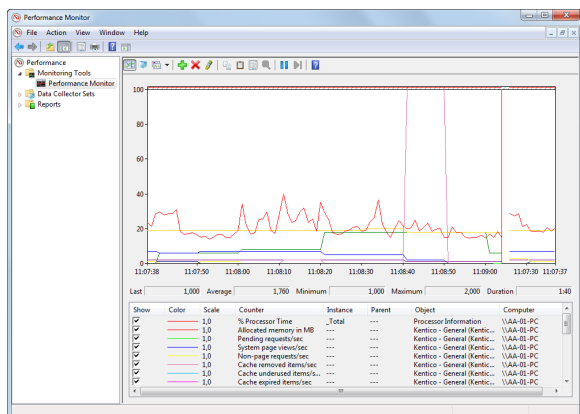 Performance Monitor
File Action View Window Help
Performance
Monitoring Tools
Performance Monitor
Data Collector Sets
Reports
100
80
60
40
20
0
11:07:38 11:07:50 11:08:00 11:08:10 11:08:20 11:08:30 11:08:40 11:08:50 11:09:00 11:07:30 11:07:37
Last 1,000 Average 1,760 Minimum 1,000 Maximum 2,000 Duration 1:40
Show Color Scale Counter Instance Parent Object Computer
1,0 % Processor Time _Total --- Processor Information \\AA-01-PC
1,0 Allocated memory in MB --- --- Kentico - General (Kentic... \\AA-01-PC
1,0 Pending requests/sec --- --- Kentico - General (Kentic... \\AA-01-PC
1,0 System page views/sec --- --- Kentico - General (Kentic... \\AA-01-PC
1,0 Non-page requests/sec --- --- Kentico - General (Kentic... \\AA-01-PC
1,0 Cache removed items/sec --- --- Kentico - General (Kentic... \\AA-01-PC
1,0 Cache underused items/s... --- --- Kentico - General (Kentic... \\AA-01-PC
1,0 Cache expired items/sec --- --- Kentico - General (Kentic... \\AA-01-PC